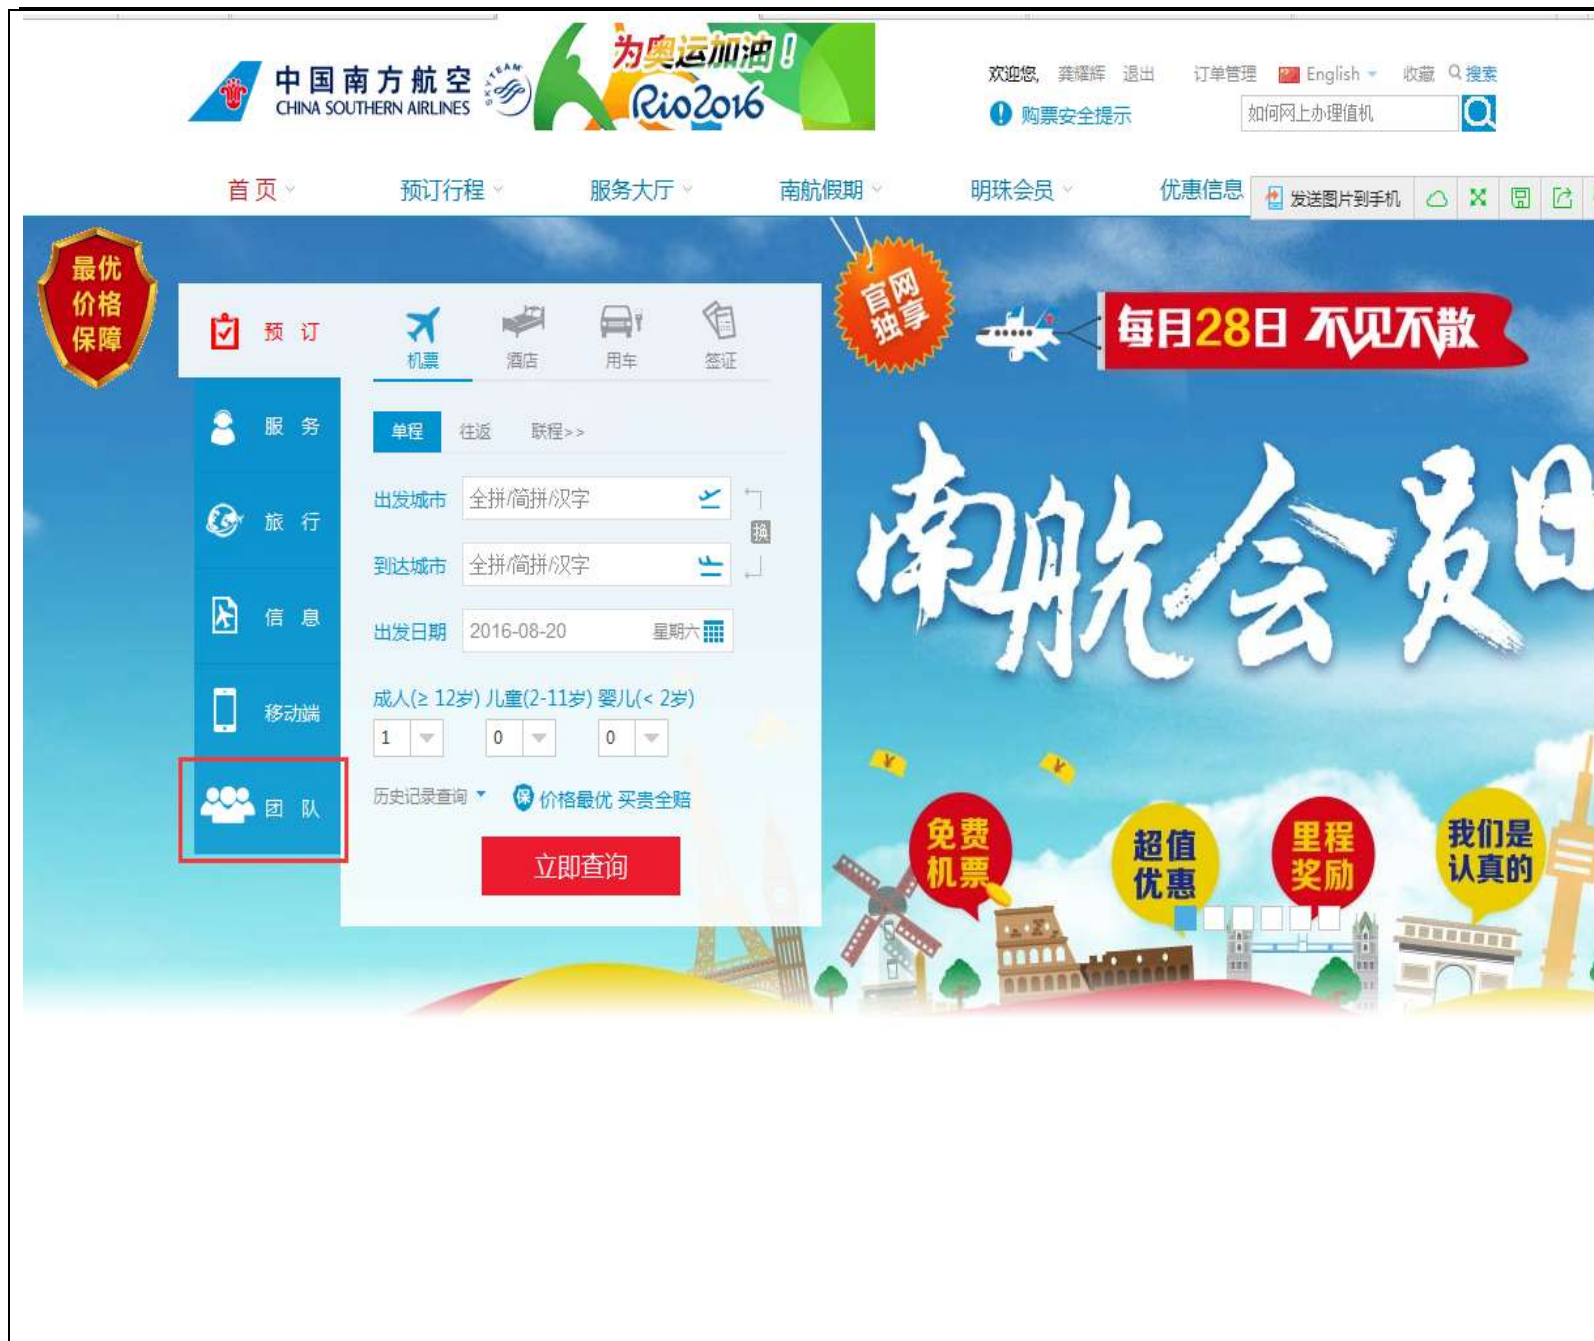 中国南方航空
CHINA SOUTHERN AIRLINES
SKYTEAM
为奥运加油！
Rio2016
欢迎您, 龚耀辉 退出 订单管理 English 收藏 搜索
购票安全提示
如何网上办理值机
首 页 预订行程 服务大厅 南航假期 明珠会员 优惠信息
发送图片到手机
最优
价格
保障
官网
独享
每月28日 不见不散
预 订
机票 酒店 用车 签证
服 务
单程 往返 联程>>
出发城市 全拼/简拼/汉字
换
旅 行
到达城市 全拼/简拼/汉字
信 息
出发日期 2016-08-20 星期六
南航会员日
移动端
成人(≥ 12岁) 儿童(2-11岁) 婴儿(< 2岁)
1 0 0
团 队
历史记录查询 保 价格最优 买贵全赔
立即查询
¥
¥
免费
机票
超值
优惠
里程
奖励
我们是
认真的